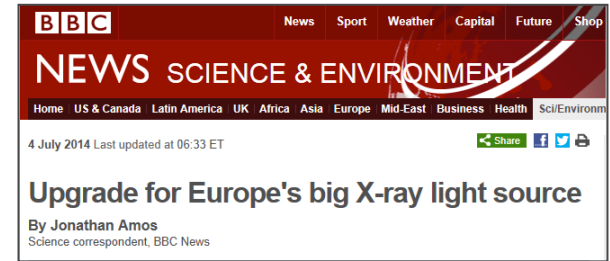 BBC News Sport Weather Capital Future Shop
NEWS SCIENCE & ENVIRONMENT
Home US & Canada Latin America UK Africa Asia Europe Mid-East Business Health Sci/Environm
4 July 2014 Last updated at 06:33 ET Share f
Upgrade for Europe's big X-ray light source
By Jonathan Amos
Science correspondent, BBC News